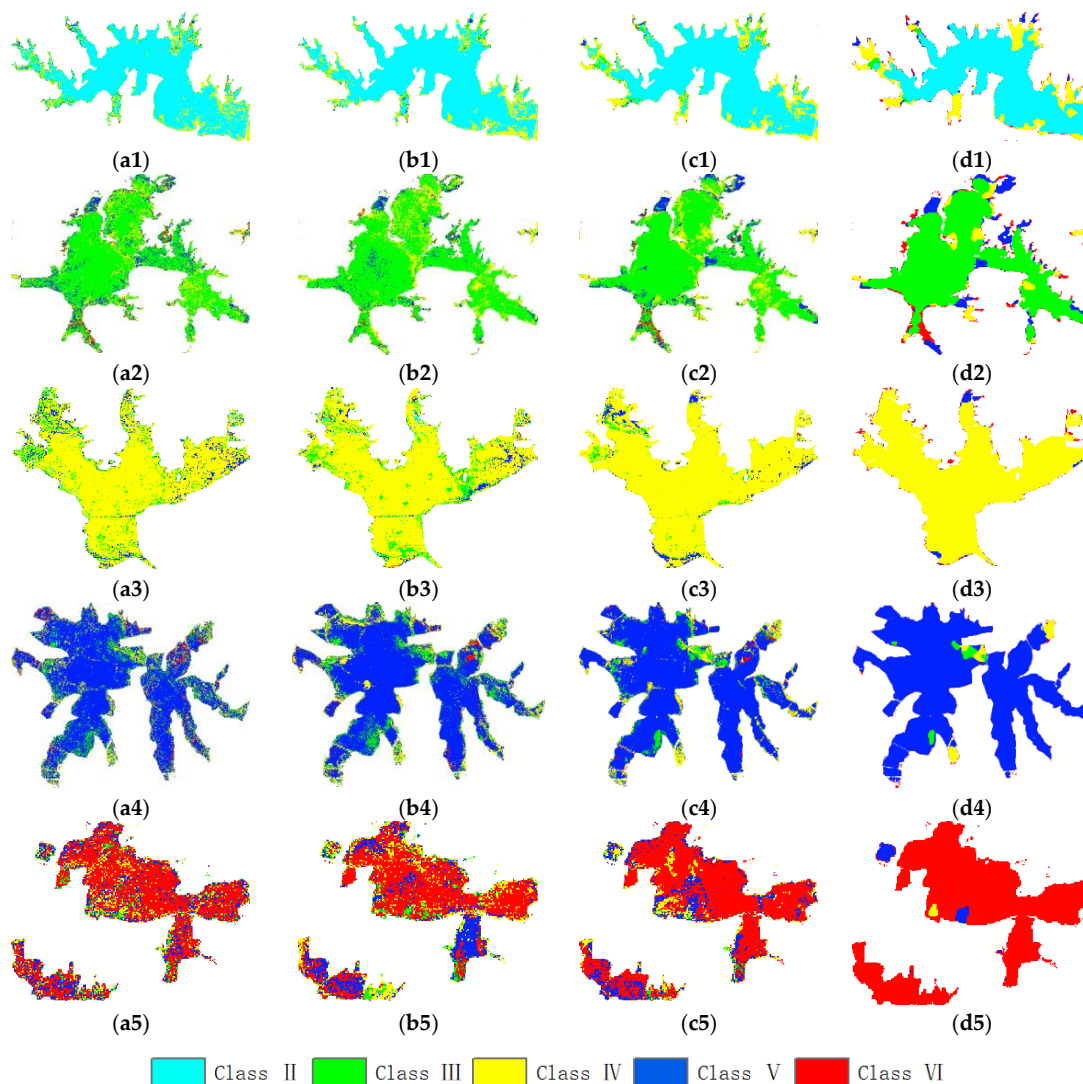 (a1) (b1) (c1) (d1)
(a2) (b2) (c2) (d2)
(a3) (b3) (c3) (d3)
(a4) (b4) (c4) (d4)
(a5) (b5) (c5) (d5)
Class II Class III Class IV Class V Class VI